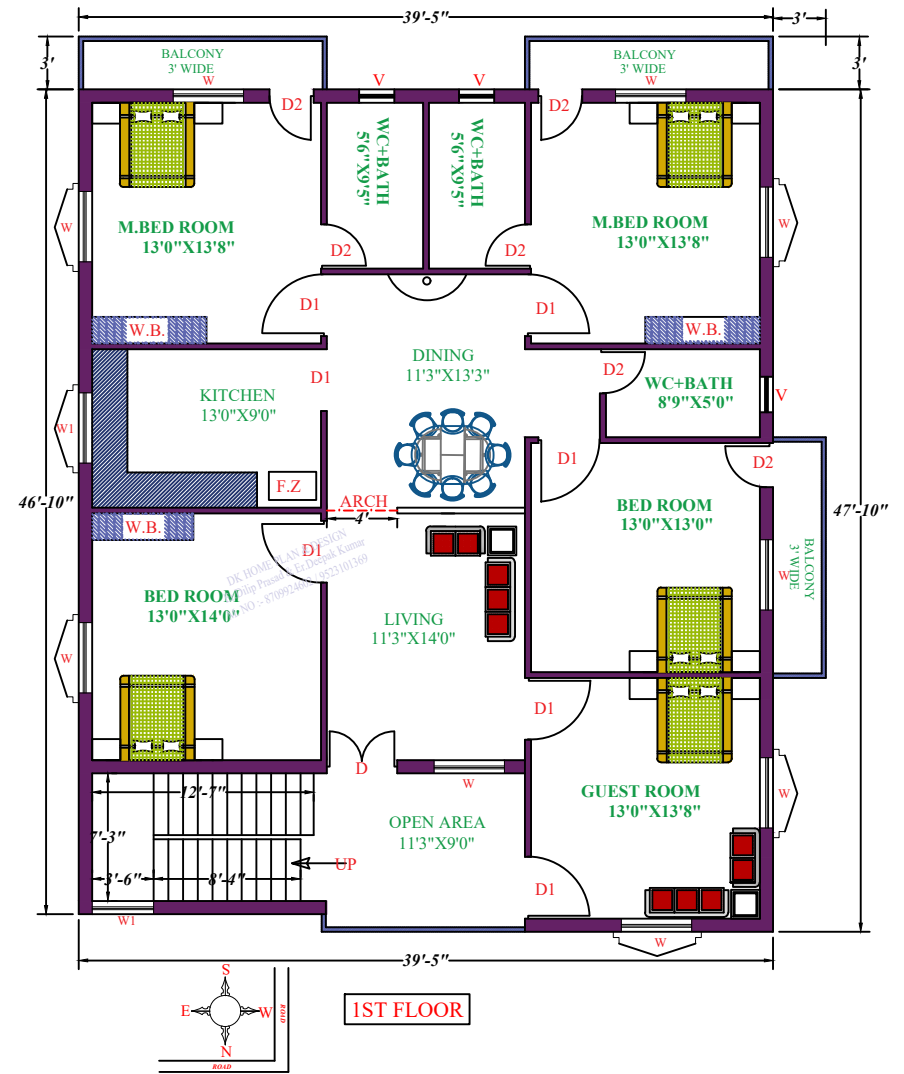 39'-5"
3'
3'
3'
BALCONY
3' WIDE
W
BALCONY
3' WIDE
W
V
V
D2
D2
WC+BATH
5'6"X9'5"
WC+BATH
5'6"X9'5"
W
M.BED ROOM
13'0"X13'8"
M.BED ROOM
13'0"X13'8"
W
D2
D2
D1
D1
W.B.
W.B.
DINING
11'3"X13'3"
D1
D2
KITCHEN
13'0"X9'0"
WC+BATH
8'9"X5'0"
V
W1
D1
D2
F.Z
ARCH
4'
46'-10"
47'-10"
BED ROOM
13'0"X13'0"
W.B.
D1
DK HOME PLAN & DESIGN
W
BALCONY
3' WIDE
BED ROOM
13'0"X14'0"
LIVING
11'3"X14'0"
W
D1
D
W
12'-7"
GUEST ROOM
13'0"X13'8"
W
OPEN AREA
11'3"X9'0"
7'-3"
UP
3'-6"
8'-4"
D1
W1
W
39'-5"
S
E
W
N
ROAD
ROAD
1ST FLOOR